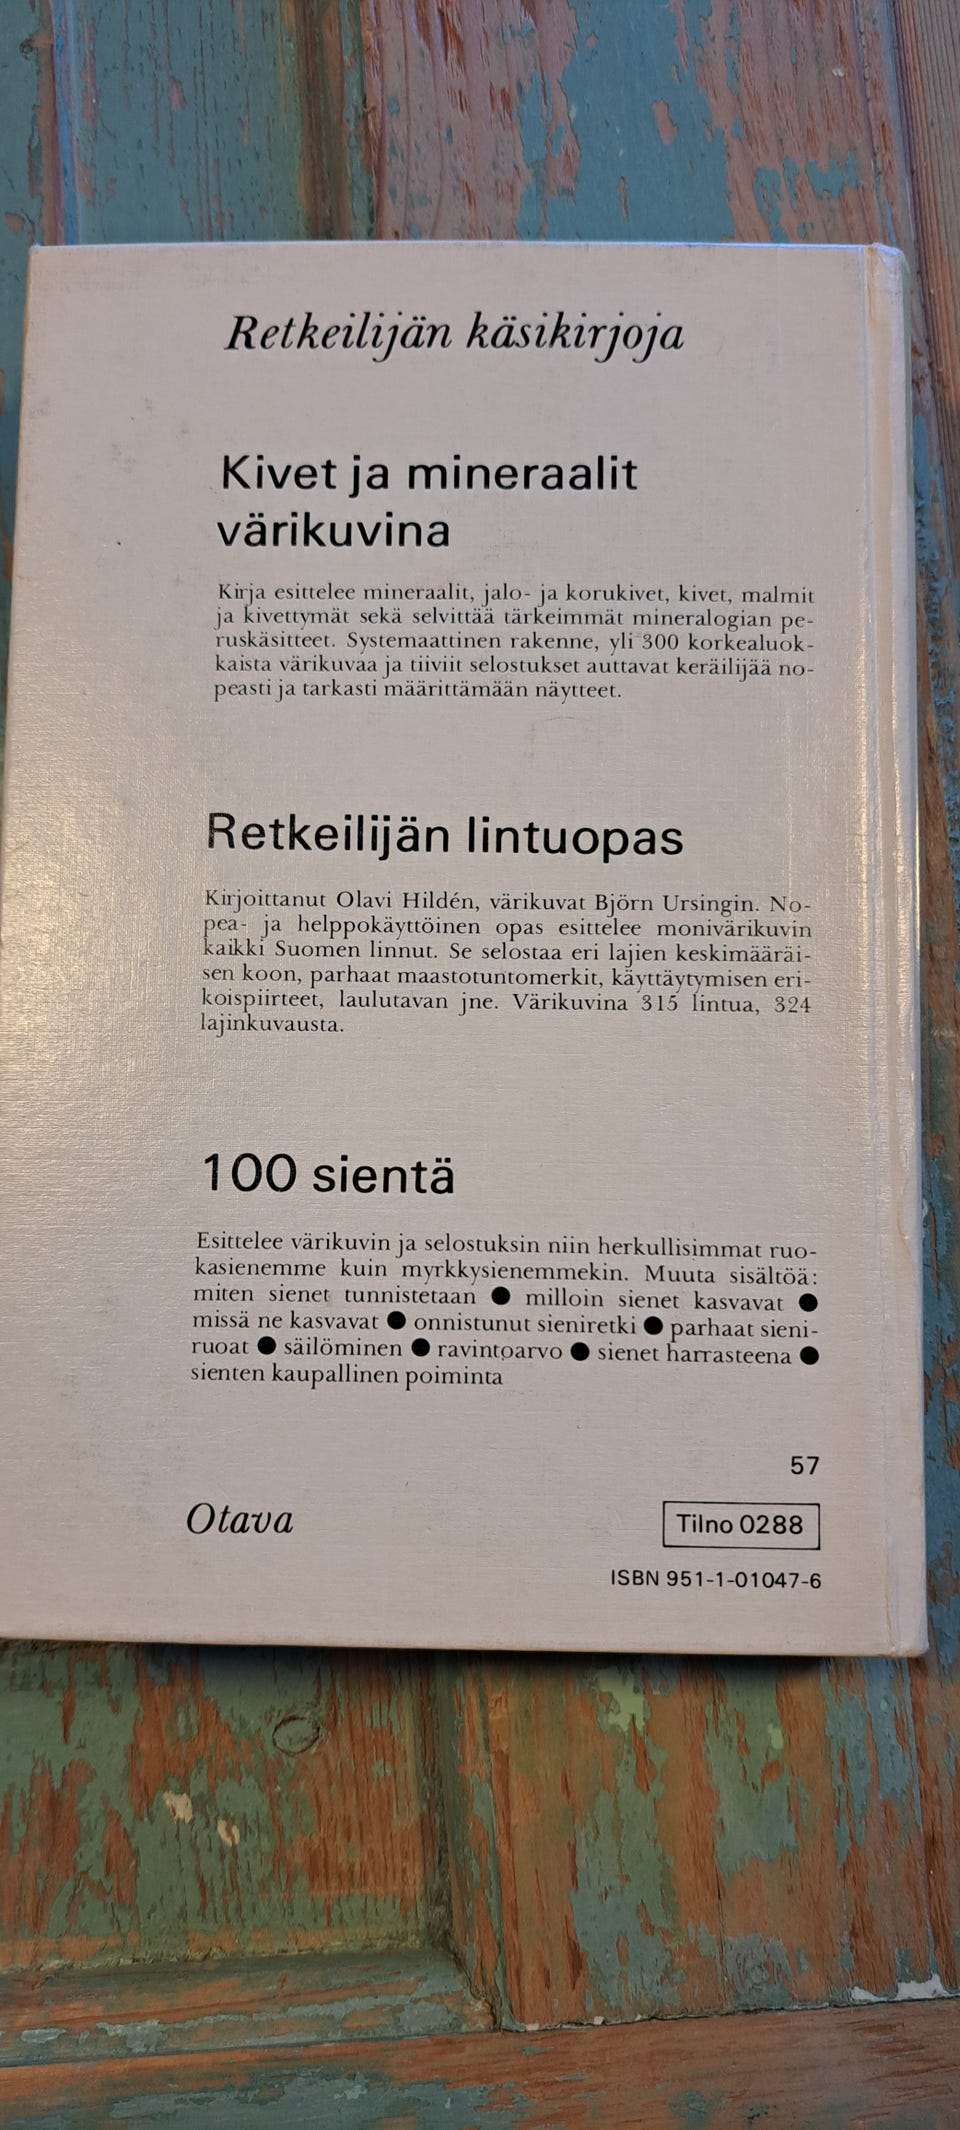 Retkeilijän käsikirjoja
Kivet ja mineraalit
värikuvina
Kirja esittelee mineraalit, jalo- ja korukivet, kivet, malmit
ja kivettymät sekä selvittää tärkeimmät mineralogian pe-
ruskäsitteet. Systemaattinen rakenne, yli 300 korkealuok-
kaista värikuvaa ja tiiviit selostukset auttavat keräilijää no-
peasti ja tarkasti määrittämään näytteet.
Retkeilijän lintuopas
Kirjoittanut Olavi Hildén, värikuvat Björn Ursingin. No-
pea- ja helppokäyttöinen opas esittelee monivärikuvin
kaikki Suomen linnut. Se selostaa eri lajien keskimääräi-
sen koon, parhaat maastotuntomerkit, käyttäytymisen eri-
koispiirteet, laulutavan jne. Värikuvina 315 lintua, 324
lajinkuvausta.
100 sientä
Esittelee värikuvin ja selostuksin niin herkullisimmat ruo-
kasienemme kuin myrkkysienemmekin. Muuta sisältöä:
miten sienet tunnistetaan ● milloin sienet kasvavat ●
missä ne kasvavat ● onnistunut sieniretki ● parhaat sieni-
ruoat ● säilöminen ● ravintoarvo ● sienet harrasteena ●
sienten kaupallinen poiminta
57
Otava
Tilno 0288
ISBN 951-1-01047-6